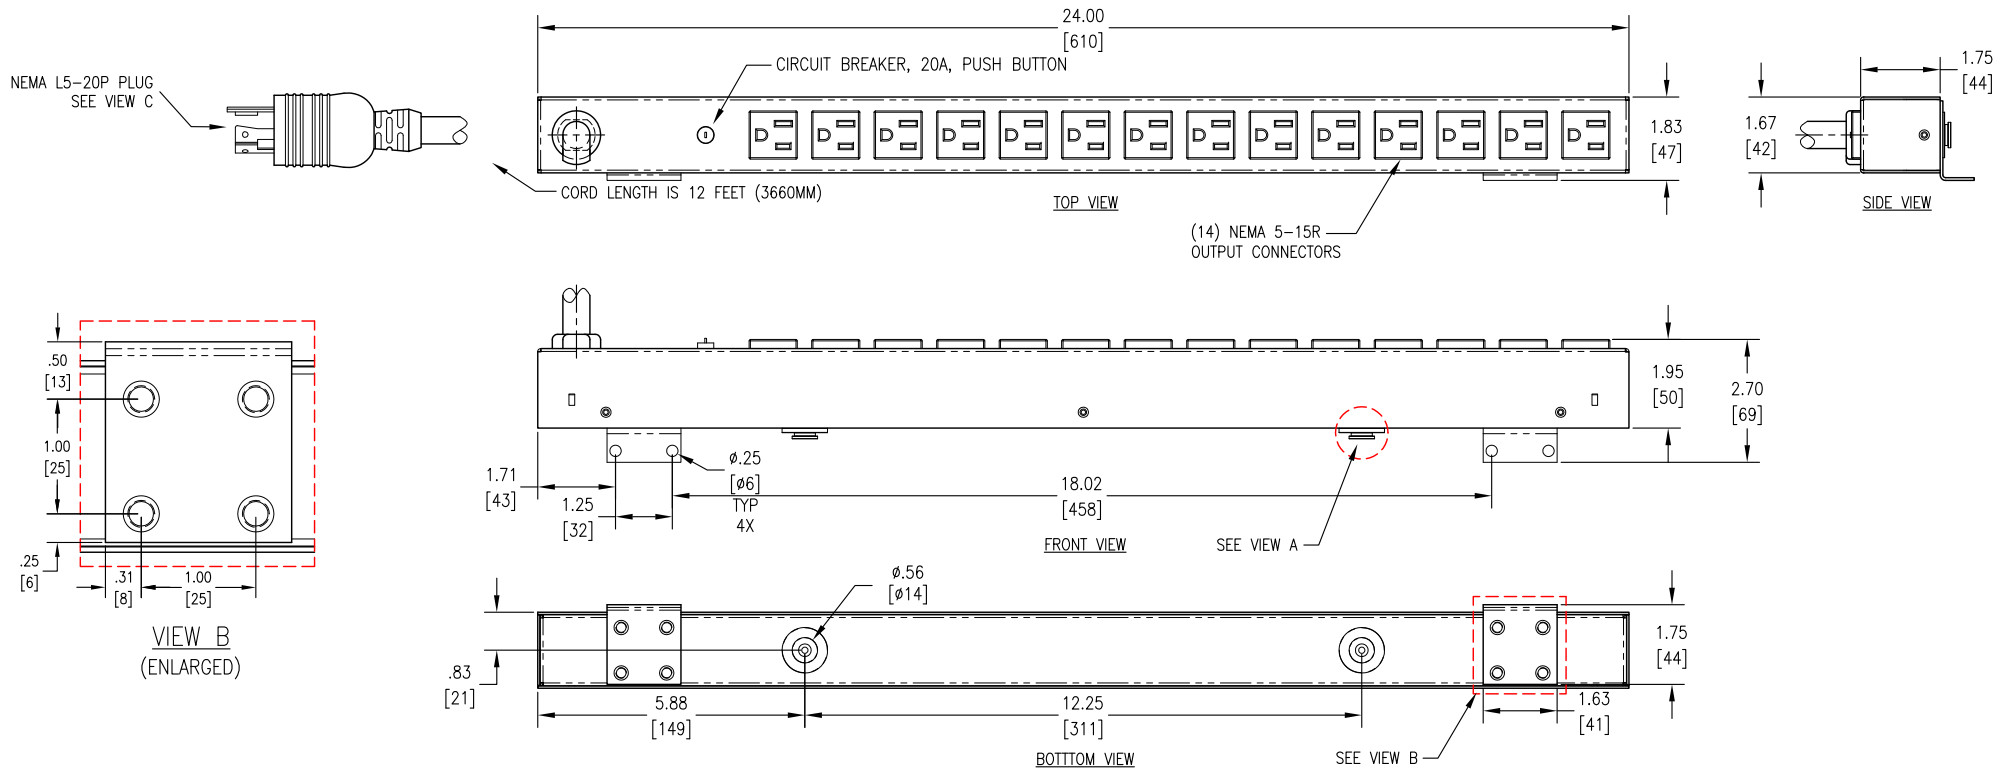 24.00
[610]
NEMA L5-20P PLUG
SEE VIEW C
CIRCUIT BREAKER, 20A, PUSH BUTTON
1.83
[47]
1.75
[44]
1.67
[42]
CORD LENGTH IS 12 FEET (3660MM)
TOP VIEW
SIDE VIEW
(14) NEMA 5-15R
OUTPUT CONNECTORS
.50
[13]
1.00
[25]
.25
[6]
.31
[8]
1.00
[25]
VIEW B
(ENLARGED)
1.95
[50]
2.70
[69]
1.71
[43]
1.25
[32]
ø.25
[ø6]
TYP
4X
18.02
[458]
FRONT VIEW
SEE VIEW A
ø.56
[ø14]
.83
[21]
5.88
[149]
12.25
[311]
1.75
[44]
1.63
[41]
BOTTTOM VIEW
SEE VIEW B